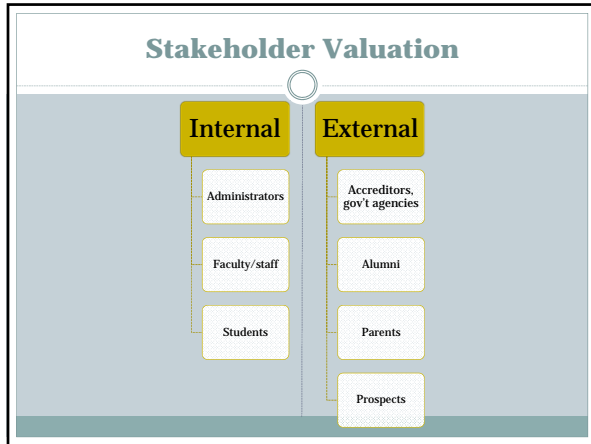 Stakeholder Valuation
Internal
Administrators
Faculty/staff
Students
External
Accreditors,
gov't agencies
Alumni
Parents
Prospects